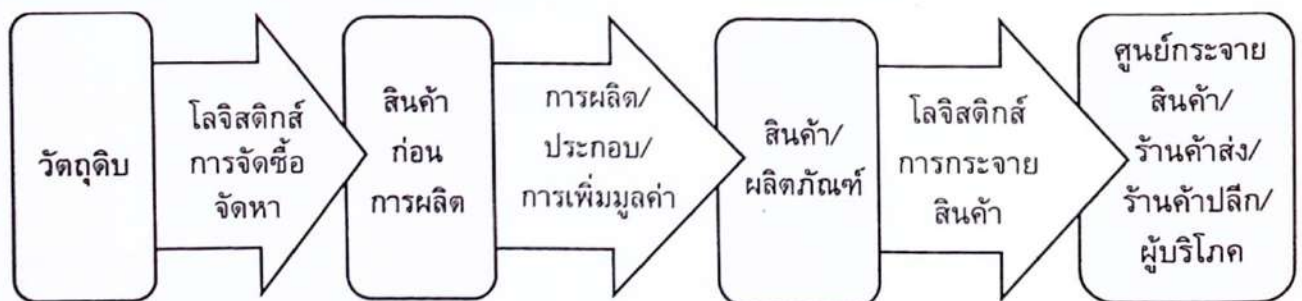 วัตถุดิบ
โลจิสติกส์
การจัดซื้อ
จัดหา
สินค้า
ก่อน
การผลิต
การผลิต/
ประกอบ/
การเพิ่มมูลค่า
สินค้า/
ผลิตภัณฑ์
โลจิสติกส์
การกระจาย
สินค้า
ศูนย์กระจาย
สินค้า/
ร้านค้าส่ง/
ร้านค้าปลีก/
ผู้บริโภค